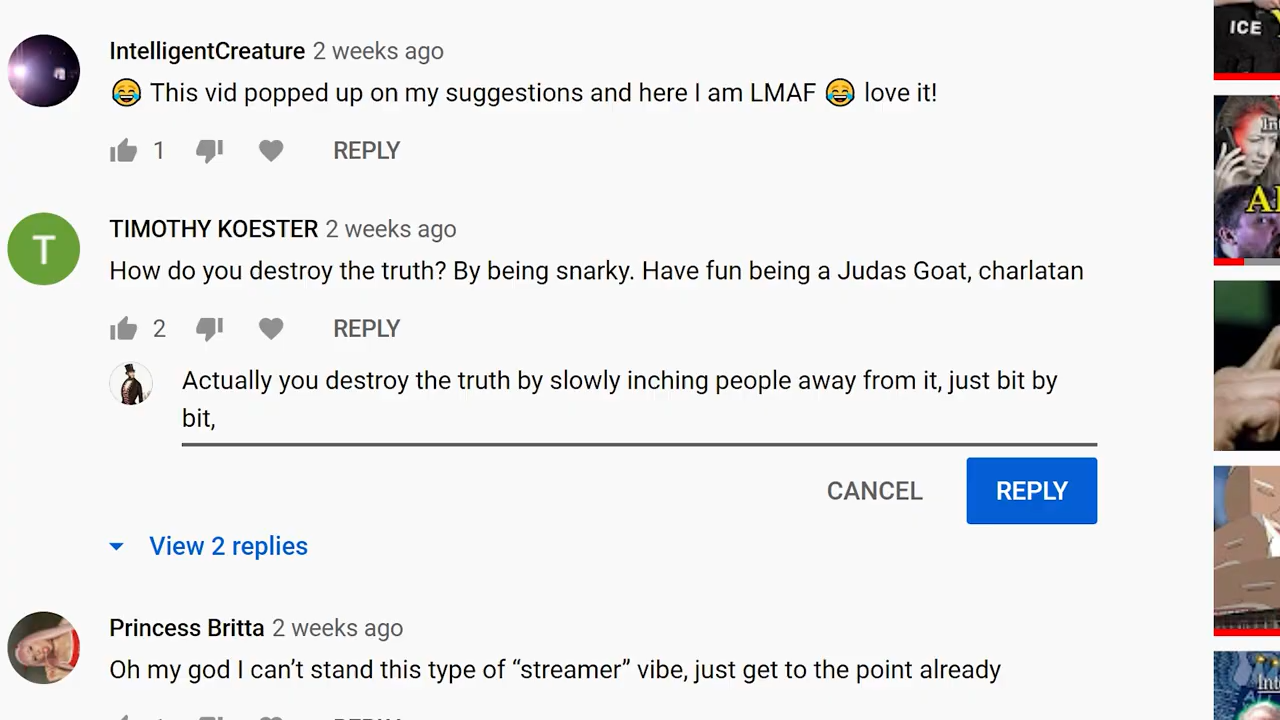 IntelligentCreature 2 weeks ago
😂 This vid popped up on my suggestions and here I am LMAF 😂 love it!
1 REPLY
T
TIMOTHY KOESTER 2 weeks ago
How do you destroy the truth? By being snarky. Have fun being a Judas Goat, charlatan
2 REPLY
Actually you destroy the truth by slowly inching people away from it, just bit by
bit,
CANCEL REPLY
View 2 replies
Princess Britta 2 weeks ago
Oh my god I can’t stand this type of “streamer” vibe, just get to the point already
ICE